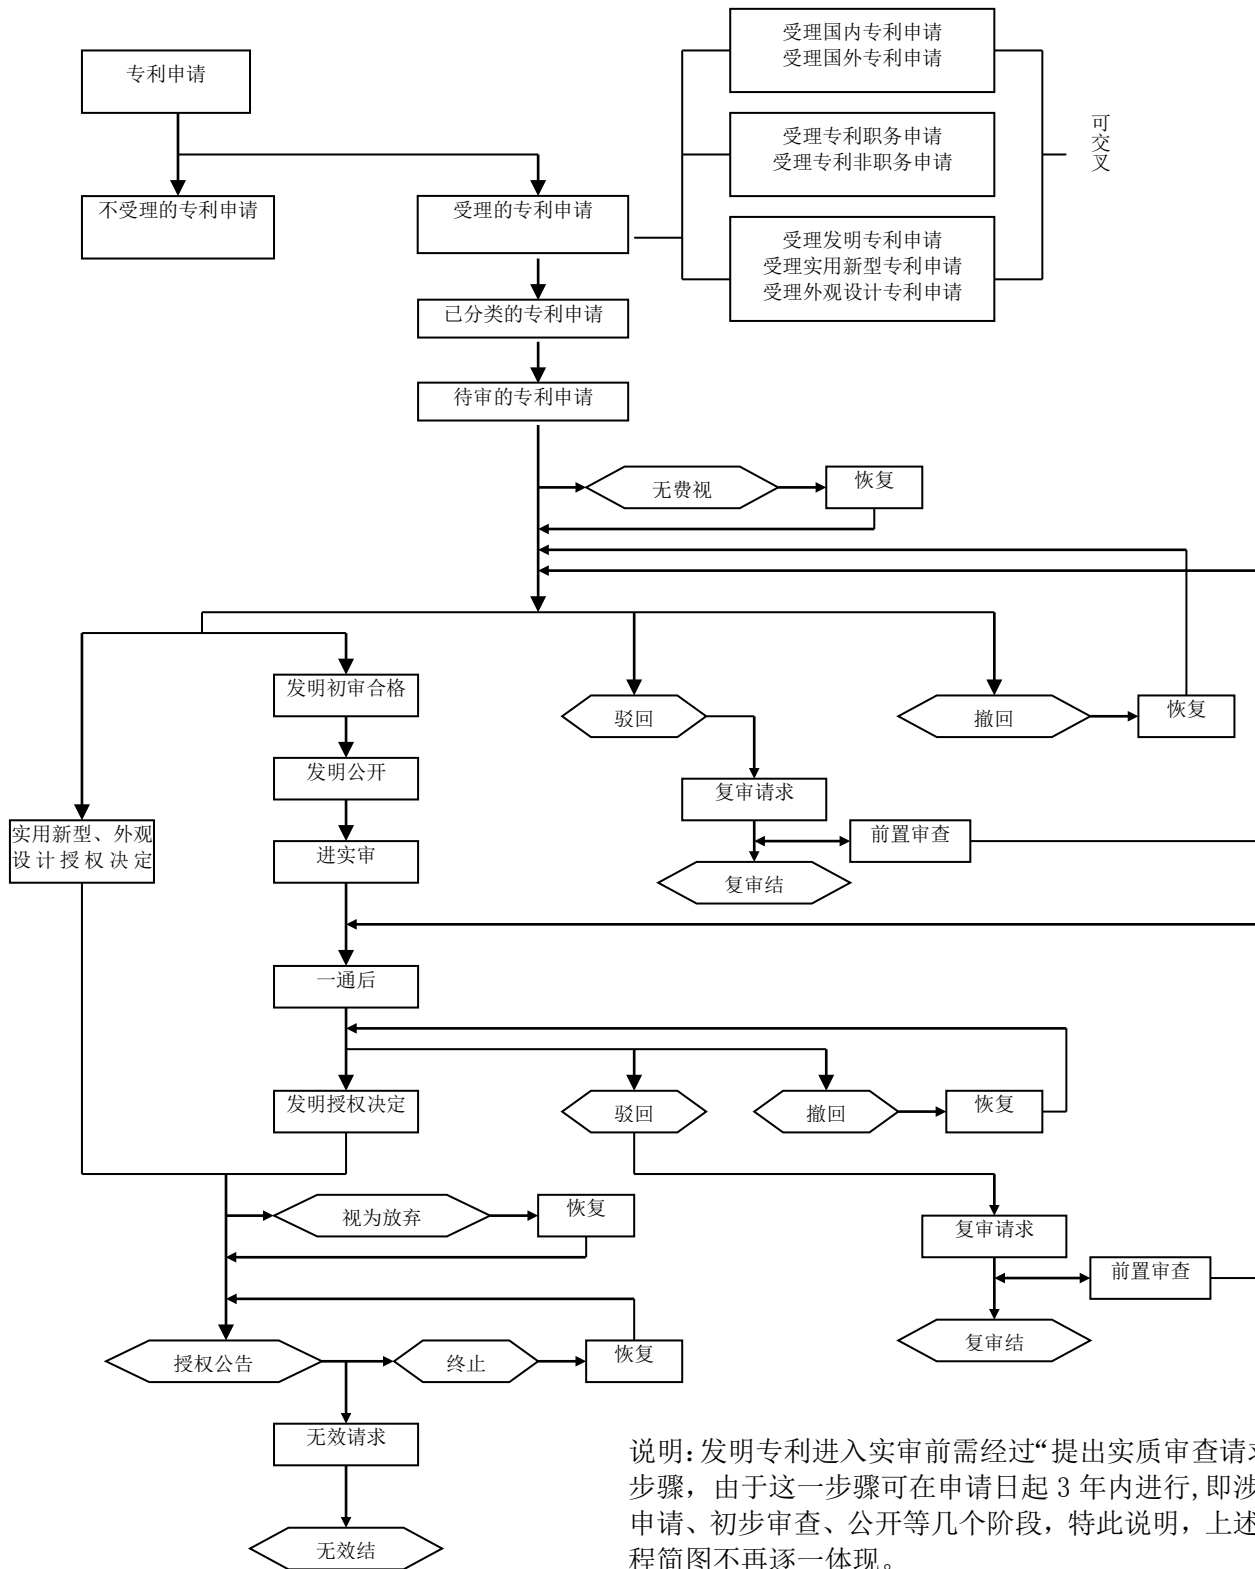 受理国内专利申请
受理国外专利申请
专利申请
可交叉
受理专利职务申请
受理专利非职务申请
不受理的专利申请
受理的专利申请
受理发明专利申请
受理实用新型专利申请
受理外观设计专利申请
已分类的专利申请
待审的专利申请
无费视
恢复
发明初审合格
驳回
撤回
恢复
发明公开
复审请求
实用新型、外观
设计授权决定
进实审
前置审查
复审结
一通后
发明授权决定
驳回
撤回
恢复
视为放弃
恢复
复审请求
前置审查
授权公告
终止
恢复
复审结
无效请求
无效结
说明:发明专利进入实审前需经过“提出实质审查请求
步骤，由于这一步骤可在申请日起3年内进行,即涉
申请、初步审查、公开等几个阶段，特此说明，上述
程简图不再逐一体现。